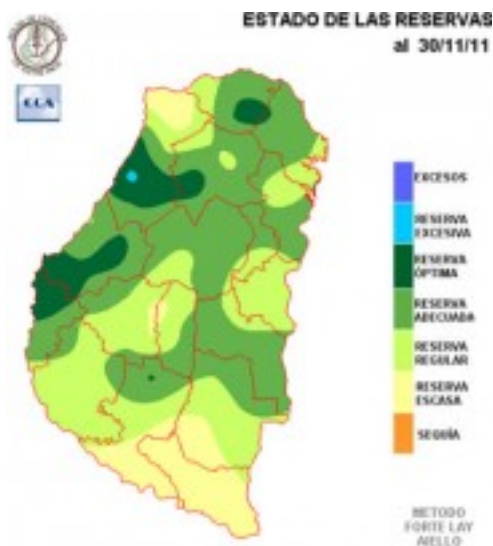 ESTADO DE LAS RESERVAS
al 30/11/11
CCA
EXCESOS
RESERVA
EXCESIVA
RESERVA
ÓPTIMA
RESERVA
ADECUADA
RESERVA
REGULAR
RESERVA
ESCASA
SEQUÍA
METODO
FORTE LAY
AIELLO